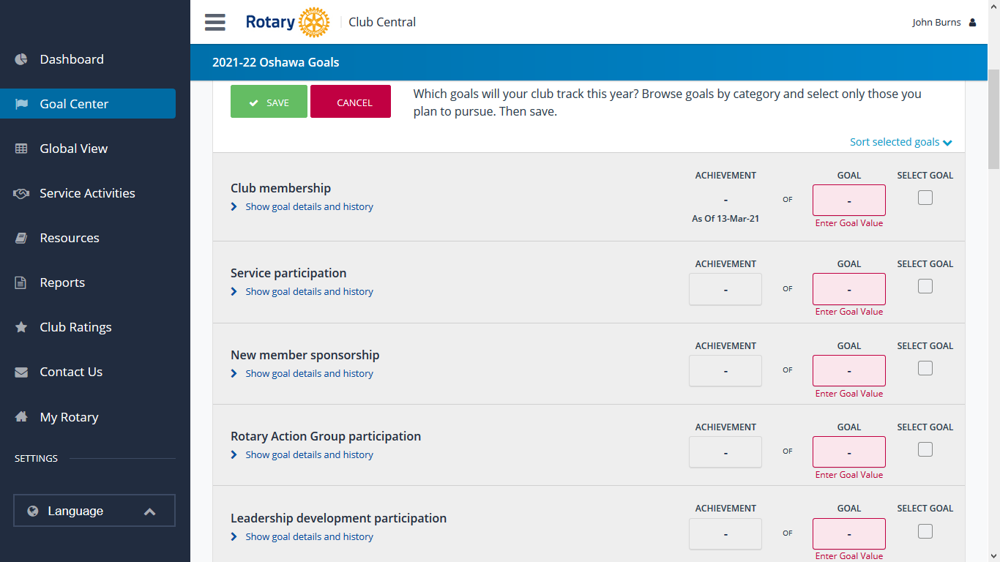 Rotary
Club Central
John Burns
Dashboard
Goal Center
Global View
Service Activities
Resources
Reports
Club Ratings
Contact Us
My Rotary
SETTINGS
Language
2021-22 Oshawa Goals
SAVE
CANCEL
Which goals will your club track this year? Browse goals by category and select only those you
plan to pursue. Then save.
Sort selected goals
Club membership
Show goal details and history
ACHIEVEMENT
-
As Of 13-Mar-21
OF
GOAL
-
Enter Goal Value
SELECT GOAL
Service participation
Show goal details and history
ACHIEVEMENT
-
OF
GOAL
-
Enter Goal Value
SELECT GOAL
New member sponsorship
Show goal details and history
ACHIEVEMENT
-
OF
GOAL
-
Enter Goal Value
SELECT GOAL
Rotary Action Group participation
Show goal details and history
ACHIEVEMENT
-
OF
GOAL
-
Enter Goal Value
SELECT GOAL
Leadership development participation
Show goal details and history
ACHIEVEMENT
-
OF
GOAL
-
Enter Goal Value
SELECT GOAL